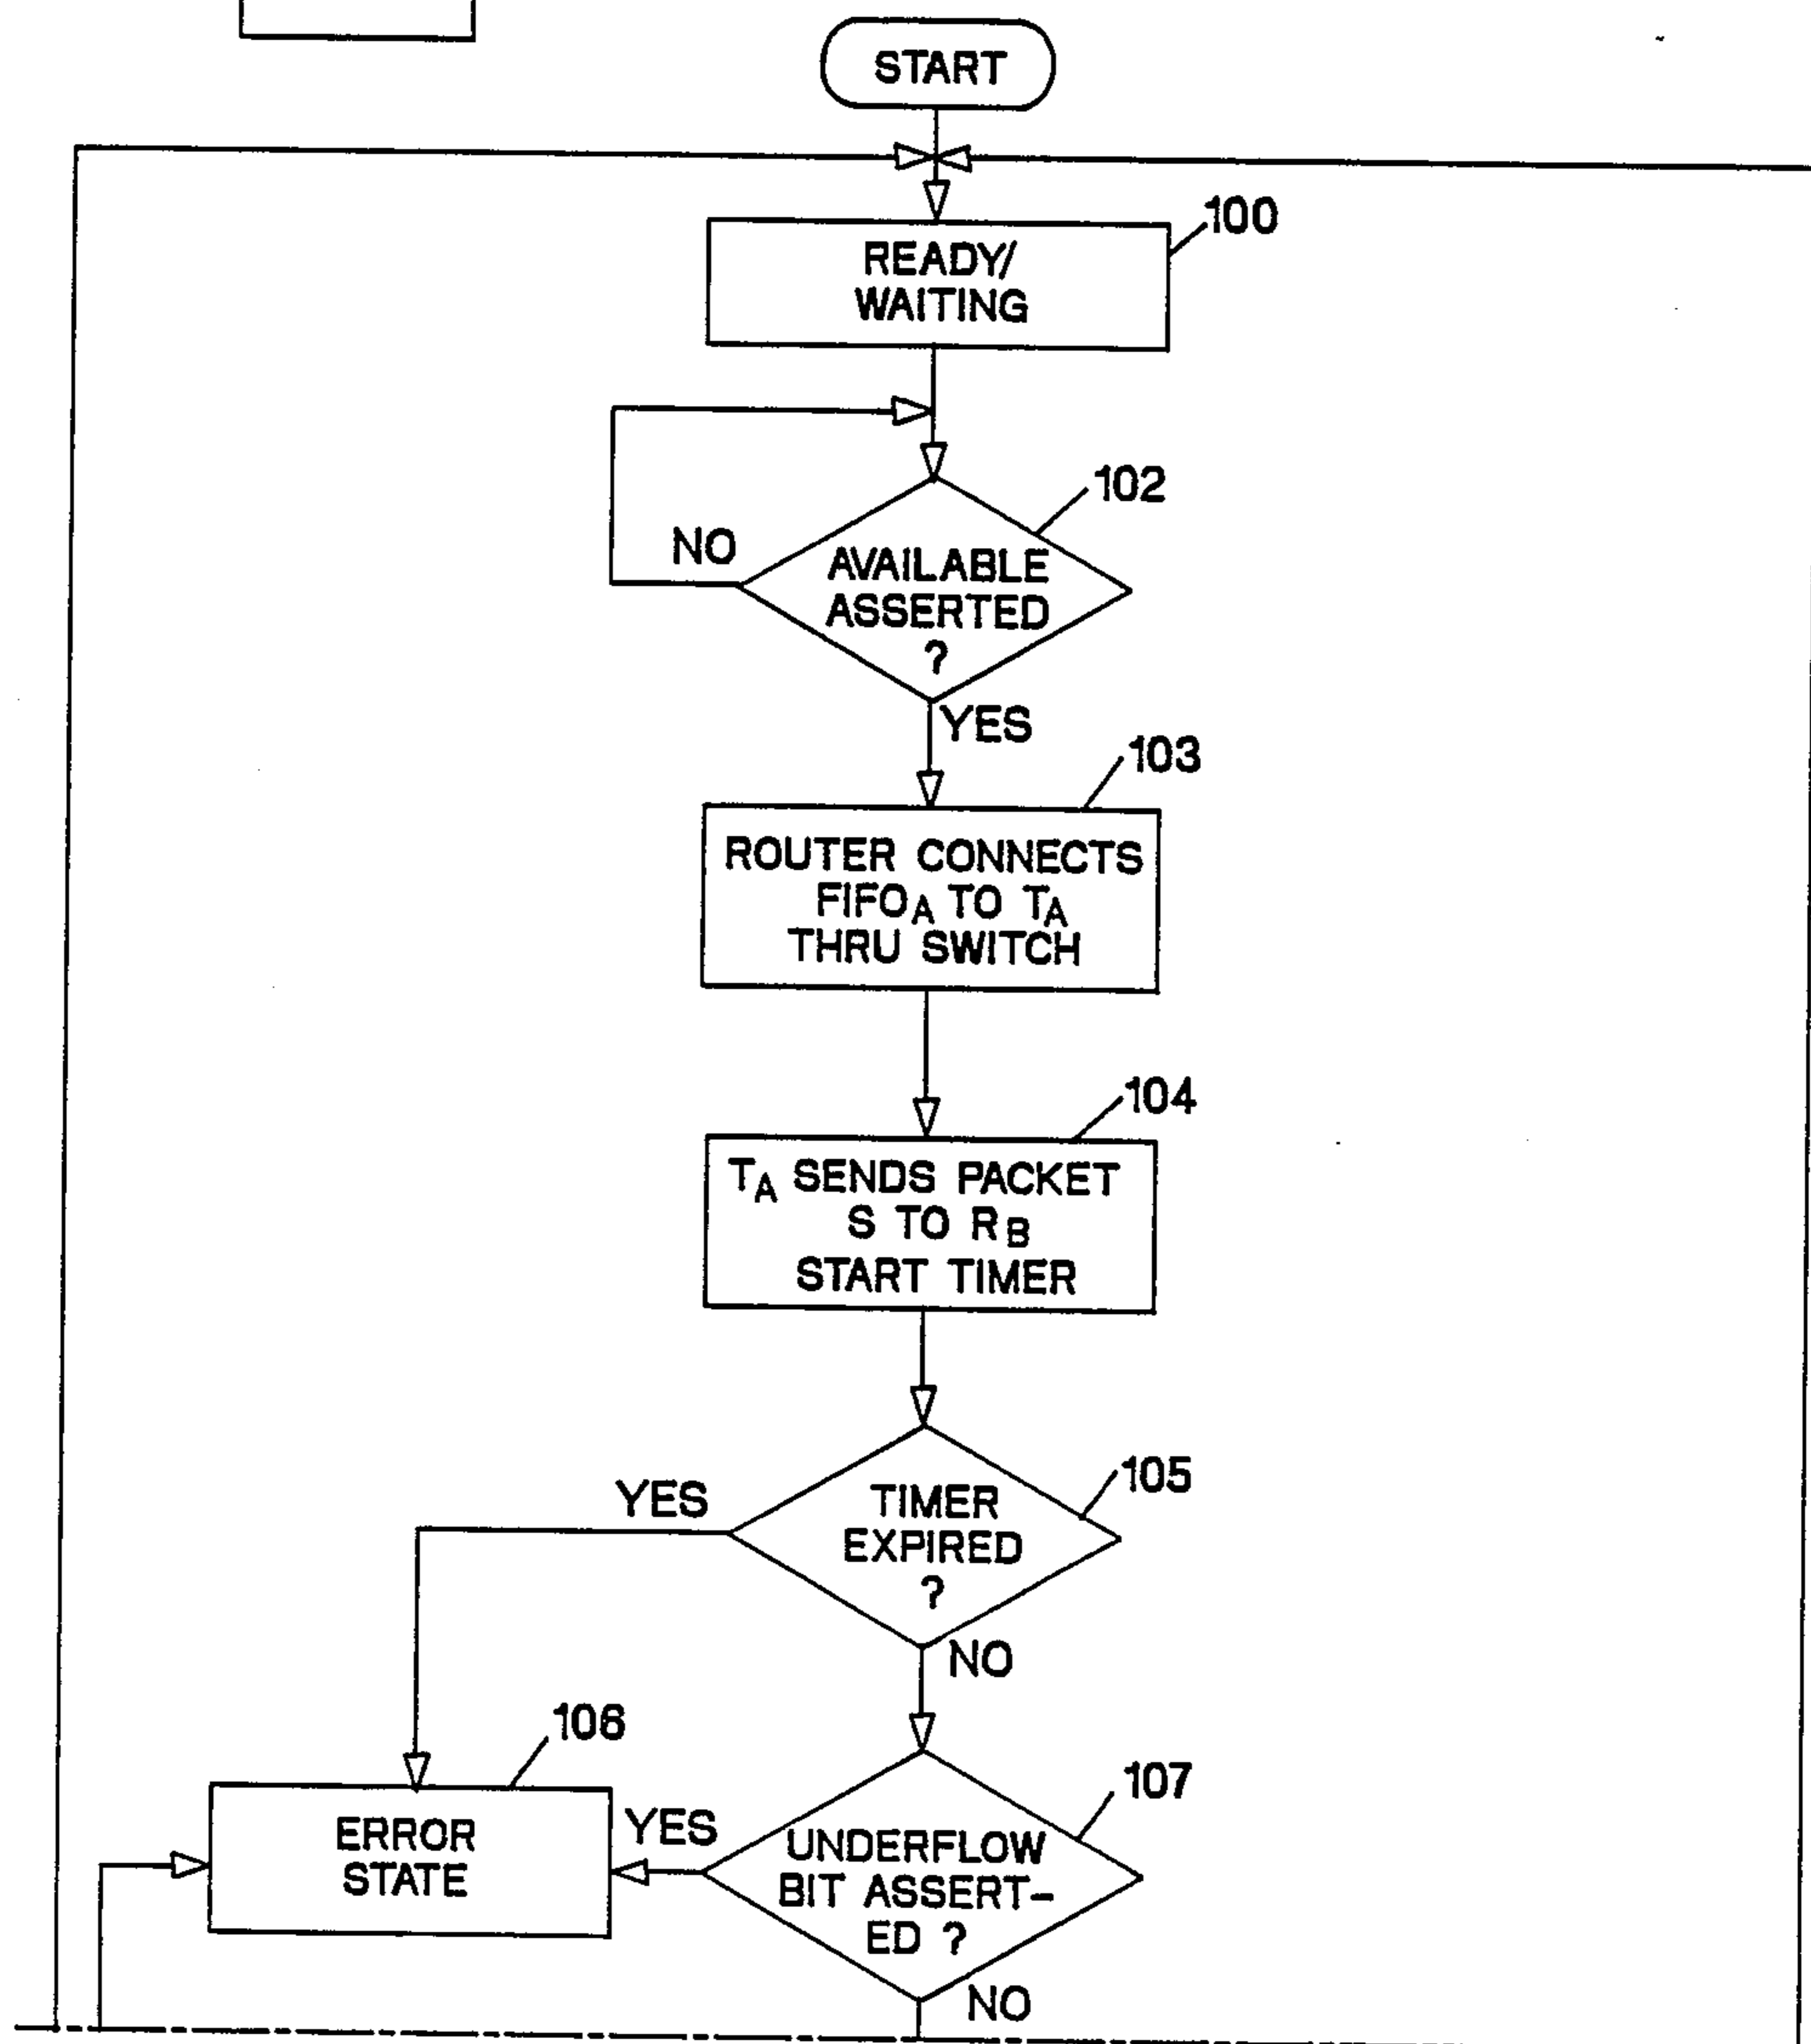 START
100
READY/
WAITING
102
NO
AVAILABLE
ASSERTED
?
YES
103
ROUTER CONNECTS
FIFOA TO TA
THRU SWITCH
104
TA SENDS PACKET
S TO RB
START TIMER
105
YES
TIMER
EXPIRED
?
NO
106
ERROR
STATE
107
YES
UNDERFLOW
BIT ASSERT-
ED ?
NO